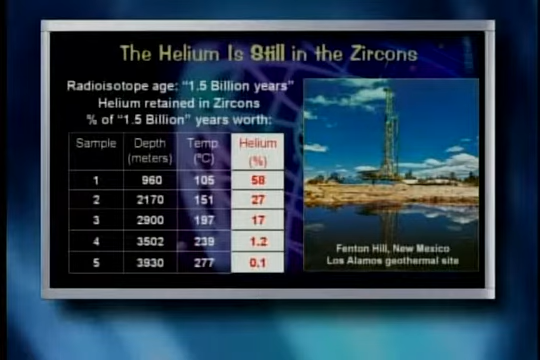 The Helium Is Still in the Zircons
Radioisotope age: "1.5 Billion years"
Helium retained in Zircons
% of "1.5 Billion" years worth:
Sample Depth (meters) Temp (°C) Helium (%)
1 960 105 58
2 2170 151 27
3 2900 197 17
4 3502 239 1.2
5 3930 277 0.1
Fenton Hill, New Mexico
Los Alamos geothermal site